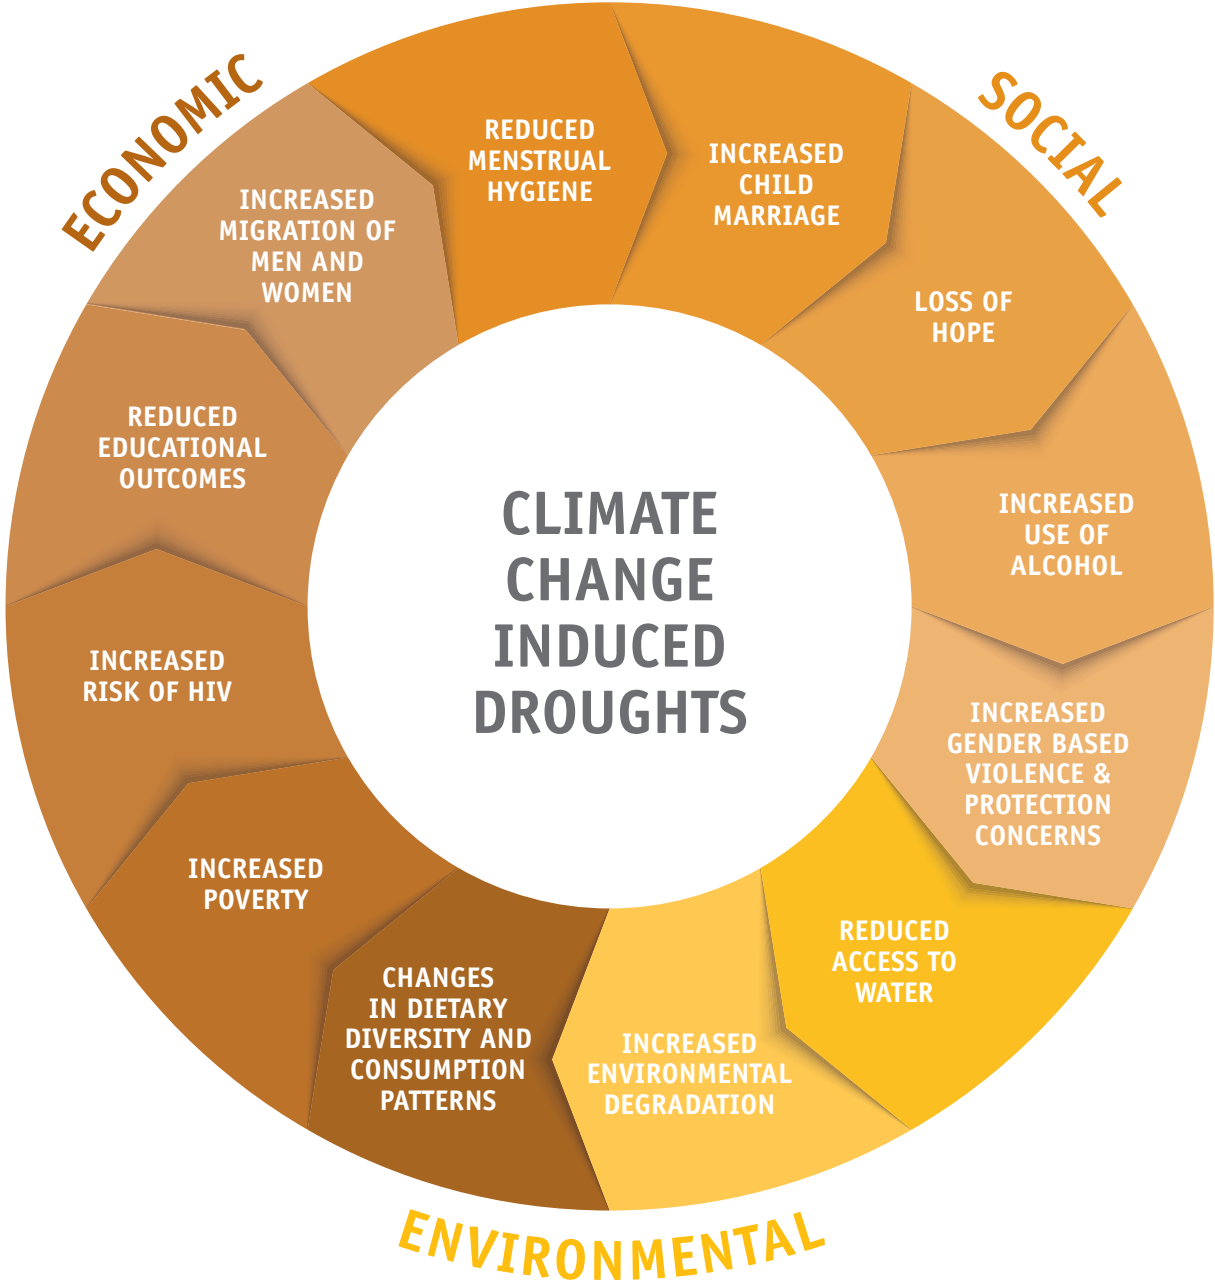 ECONOMIC
SOCIAL
REDUCED
MENSTRUAL
HYGIENE
INCREASED
CHILD
MARRIAGE
LOSS OF
HOPE
INCREASED
USE OF
ALCOHOL
INCREASED
GENDER BASED
VIOLENCE &
PROTECTION
CONCERNS
REDUCED
ACCESS TO
WATER
INCREASED
ENVIRONMENTAL
DEGRADATION
CHANGES
IN DIETARY
DIVERSITY AND
CONSUMPTION
PATTERNS
INCREASED
POVERTY
INCREASED
RISK OF HIV
REDUCED
EDUCATIONAL
OUTCOMES
INCREASED
MIGRATION OF
MEN AND
WOMEN
CLIMATE
CHANGE
INDUCED
DROUGHTS
ENVIRONMENTAL